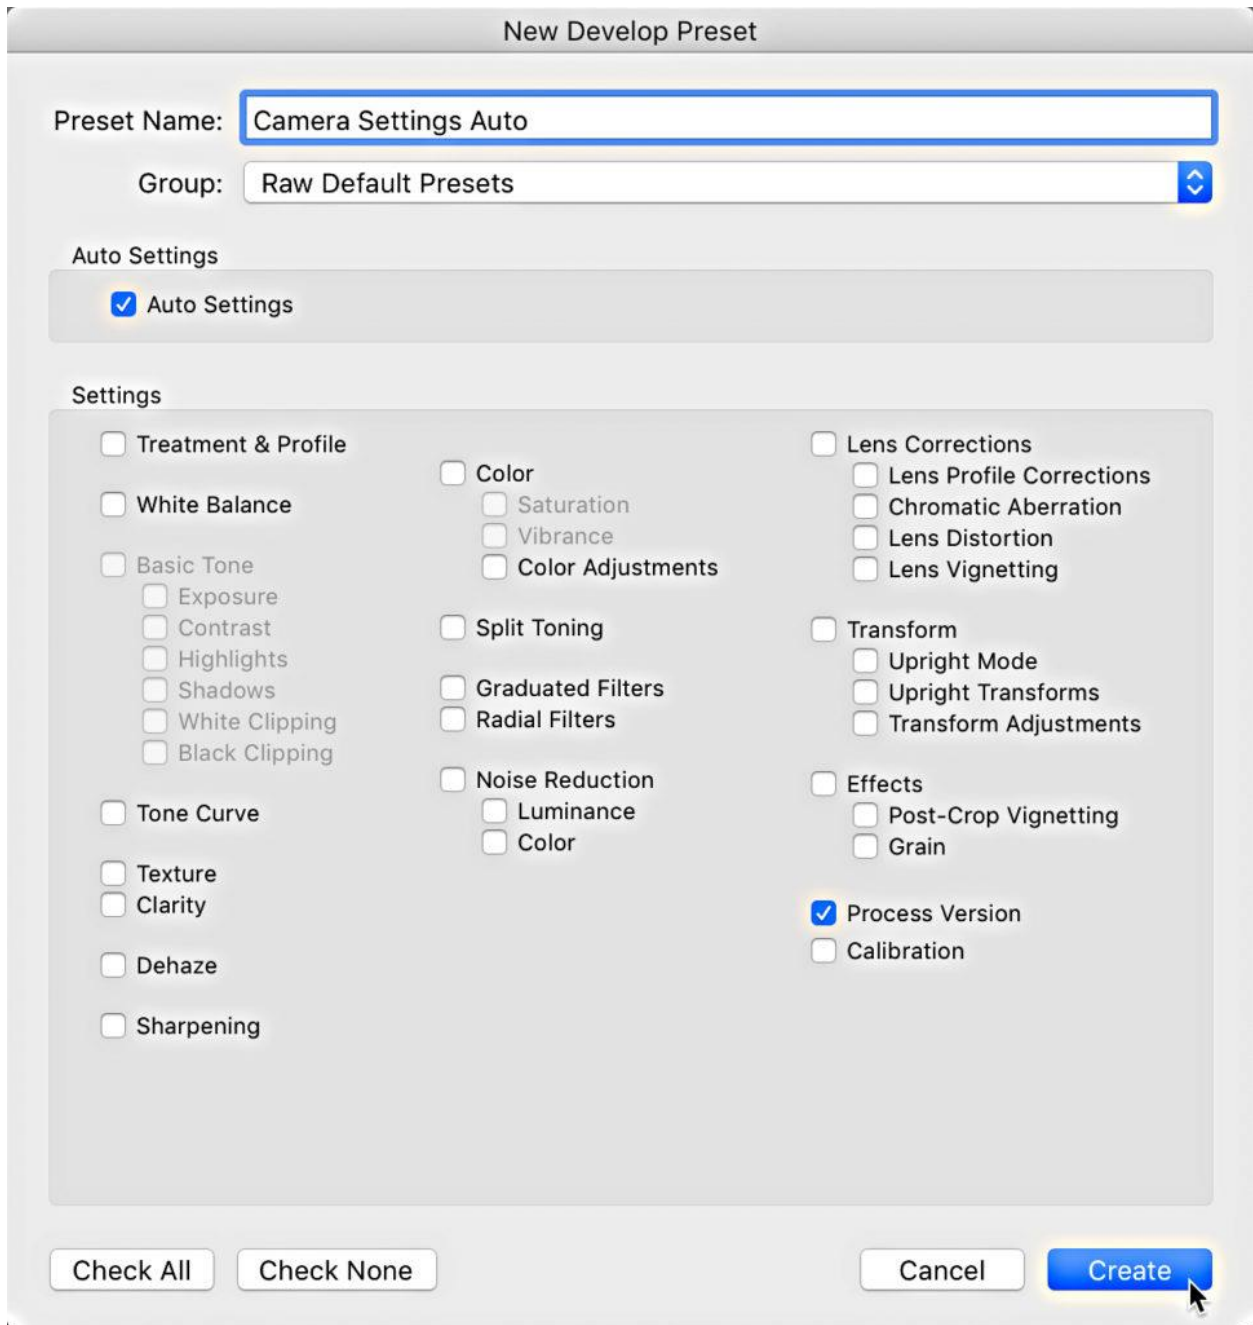 New Develop Preset
Preset Name: Camera Settings Auto
Group: Raw Default Presets
Auto Settings
Auto Settings
Settings
Treatment & Profile
White Balance
Basic Tone
Exposure
Contrast
Highlights
Shadows
White Clipping
Black Clipping
Tone Curve
Texture
Clarity
Dehaze
Sharpening
Color
Saturation
Vibrance
Color Adjustments
Split Toning
Graduated Filters
Radial Filters
Noise Reduction
Luminance
Color
Lens Corrections
Lens Profile Corrections
Chromatic Aberration
Lens Distortion
Lens Vignetting
Transform
Upright Mode
Upright Transforms
Transform Adjustments
Effects
Post-Crop Vignetting
Grain
Process Version
Calibration
Check All
Check None
Cancel
Create